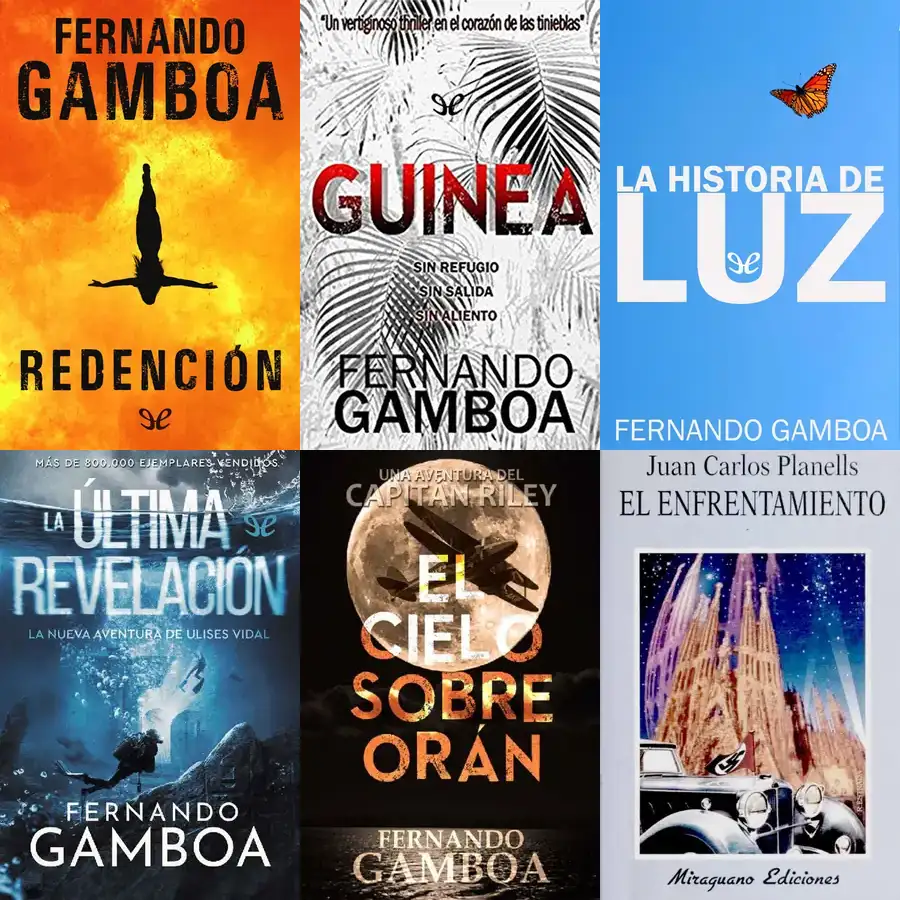 FERNANDO
GAMBOA
REDENCIÓN
"Un vertiginoso thriller en el corazón de las tinieblas"
GUINEA
SIN REFUGIO
SIN SALIDA
SIN ALIENTO
FERNANDO
GAMBOA
LA HISTORIA DE
LUZ
FERNANDO GAMBOA
MÁS DE 800.000 EJEMPLARES VENDIDOS
LA ÚLTIMA
REVELACIÓN
LA NUEVA AVENTURA DE ULISES VIDAL
FERNANDO
GAMBOA
UNA AVENTURA DEL
CAPITÁN RILEY
EL
CIELO
SOBRE
ORÁN
FERNANDO
GAMBOA
Juan Carlos Planells
EL ENFRENTAMIENTO
Miraguano Ediciones